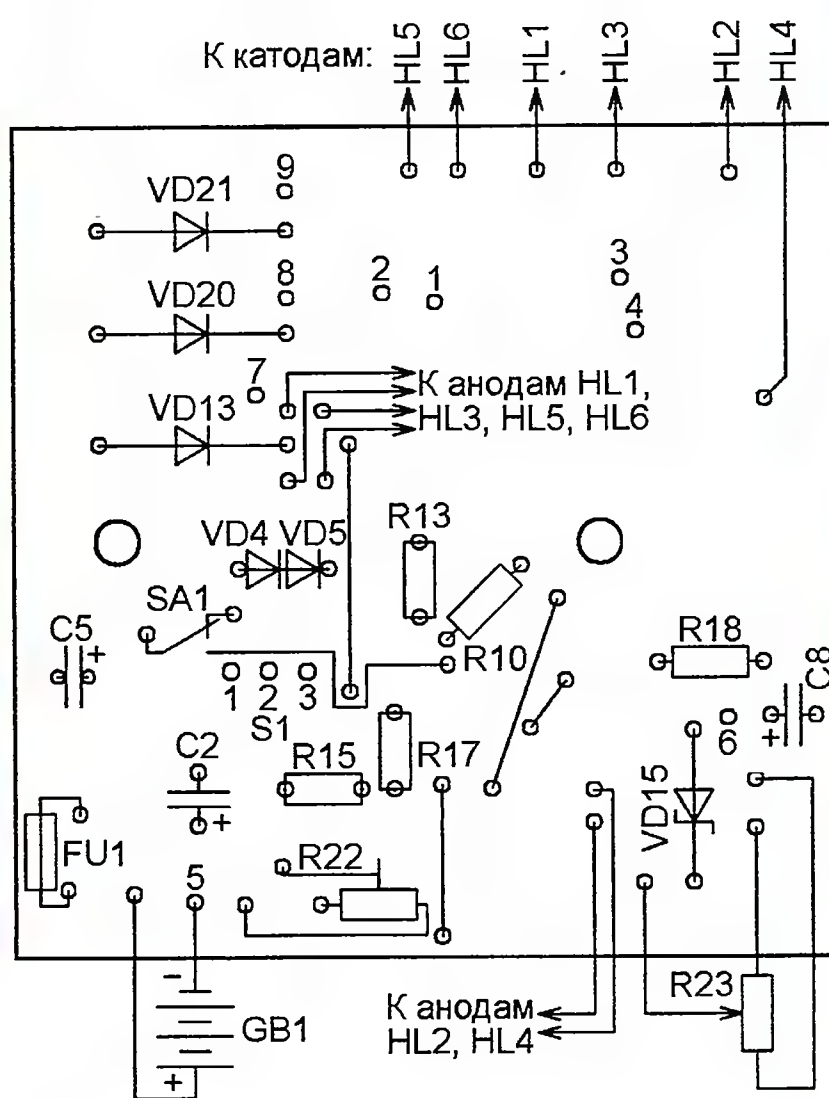 К катодам: HL5 HL6 HL1 HL3 HL2 HL4
9
VD21
8
2
1
3
VD20
4
7
К анодам HL1,
VD13
HL3, HL5, HL6
R13
VD4 VD5
SA1
C5
+
R18
R10
C8
1 2 3
S1
6
+
C2
R15
R17
VD15
+
FU1
R22
5
-
R23
К анодам
GB1
HL2, HL4
+